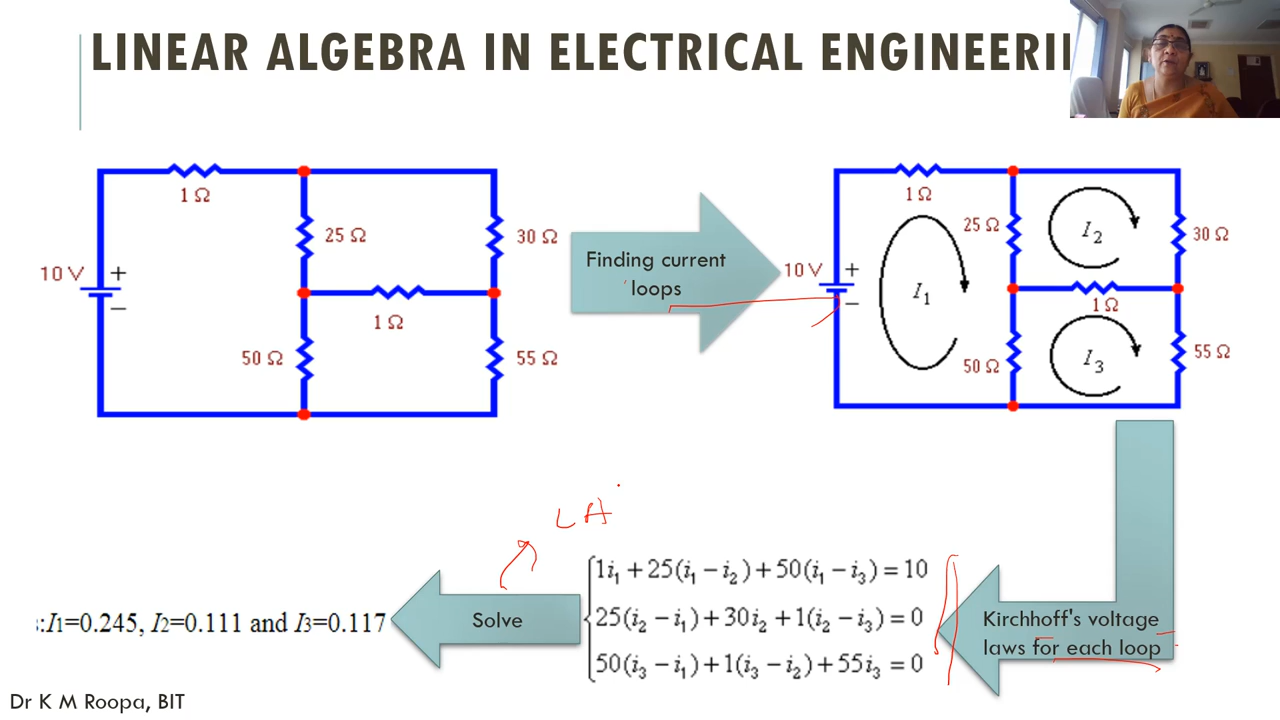 LINEAR ALGEBRA IN ELECTRICAL ENGINEERI
1 Ω
25 Ω
30 Ω
10 V
+
−
1 Ω
50 Ω
55 Ω
Finding current
loops
1 Ω
25 Ω
I2
30 Ω
10 V
+
−
I1
1 Ω
50 Ω
I3
55 Ω
LA
:I1=0.245, I2=0.111 and I3=0.117
Solve
1i1 + 25(i1 − i2) + 50(i1 − i3) = 10
25(i2 − i1) + 30i2 + 1(i2 − i3) = 0
50(i3 − i1) + 1(i3 − i2) + 55i3 = 0
Kirchhoff's voltage
laws for each loop
Dr K M Roopa, BIT